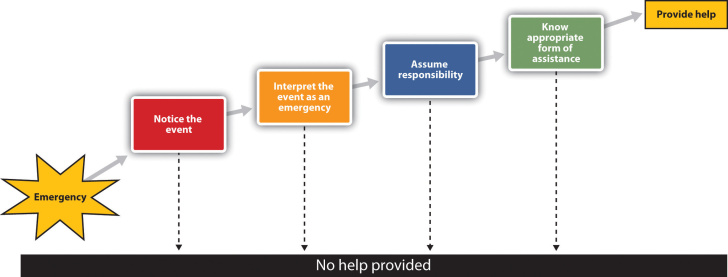 Emergency
Notice the
event
Interpret the
event as an
emergency
Assume
responsibility
Know
appropriate
form of
assistance
Provide help
No help provided